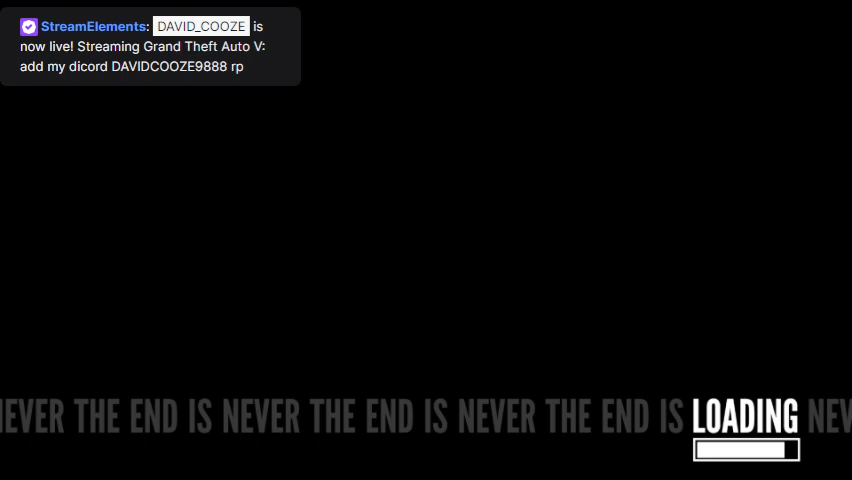 StreamElements: DAVID_COOZE is
now live! Streaming Grand Theft Auto V:
add my dicord DAVIDCOOZE9888 rp
NEVER THE END IS NEVER THE END IS NEVER THE END IS LOADING NEV